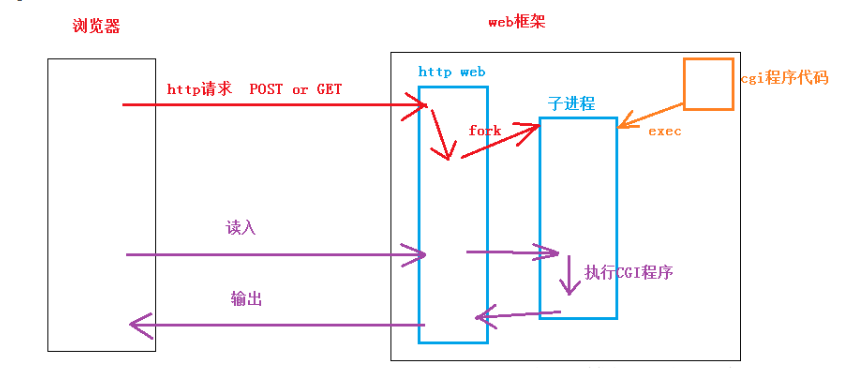 浏览器
web框架
http web
cgi程序代码
http请求 POST or GET
子进程
fork
exec
读入
执行CGI程序
输出